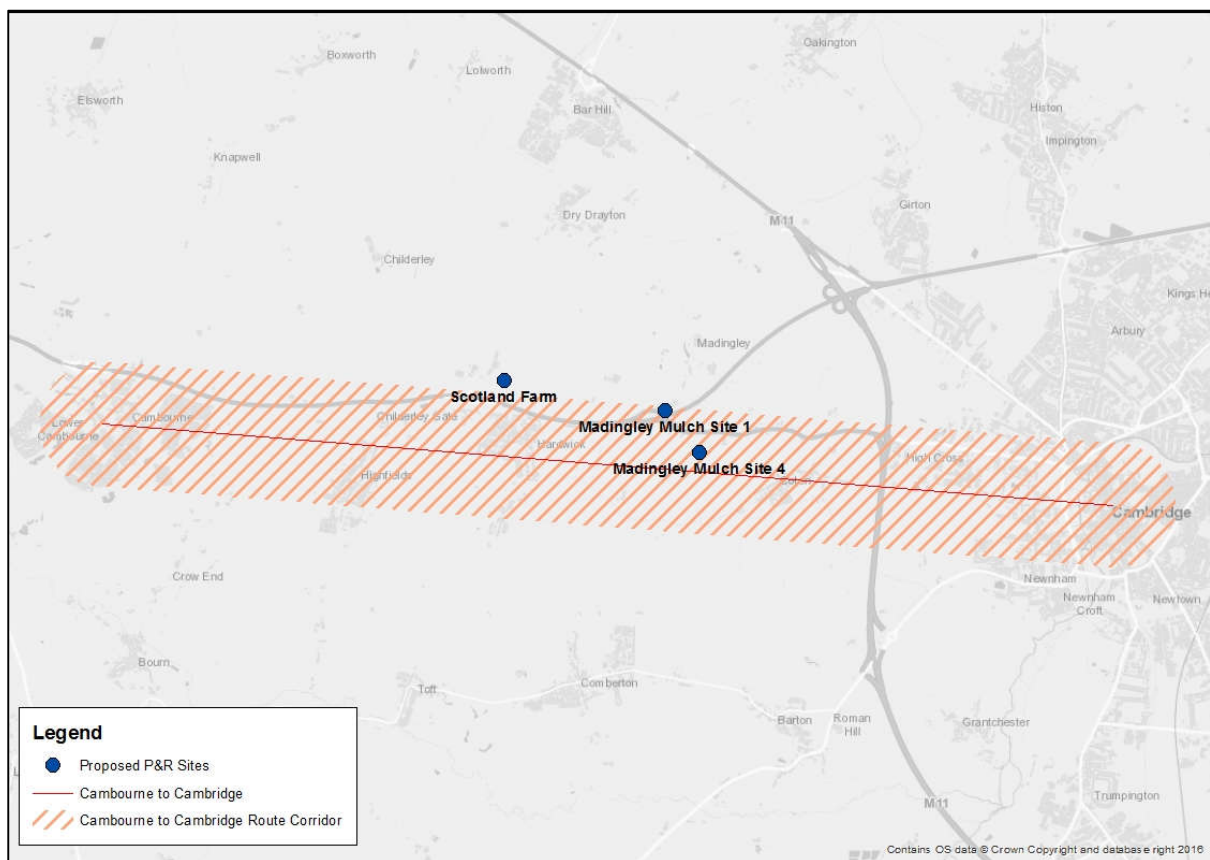 Oakington
Boxworth
Lolworth
Elsworth
Bar Hill
Histon
Impington
Knapwell
Girton
Dry Drayton
M 11
Childerley
Kings He
Arbury
Madingley
Scotland Farm
Cambourne
Childerley Gate
Madingley Mulch Site 1
Lower
Cambourne
Hardwick
High Cross
Madingley Mulch Site 4
Highfields
Coton
Cambridge
Crow End
Newnham
Newnham
Croft
Newtown
Bourn
Toft
Comberton
Barton
Roman
Hill
Grantchester
Legend
Proposed P&R Sites
Cambourne to Cambridge
Cambourne to Cambridge Route Corridor
M 11
Trumpington
Contains OS data © Crown Copyright and database right 2016